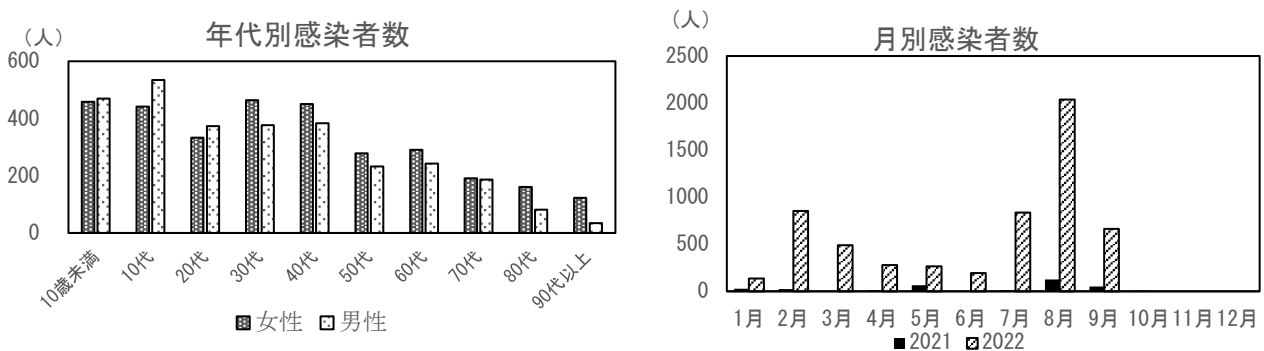 年代別感染者数
（人）
600
400
200
0
10歳未満
10代
20代
30代
40代
50代
60代
70代
80代
90代以上
女性 男性
月別感染者数
（人）
2500
2000
1500
1000
500
0
1月 2月 3月 4月 5月 6月 7月 8月 9月 10月 11月 12月
2021 2022